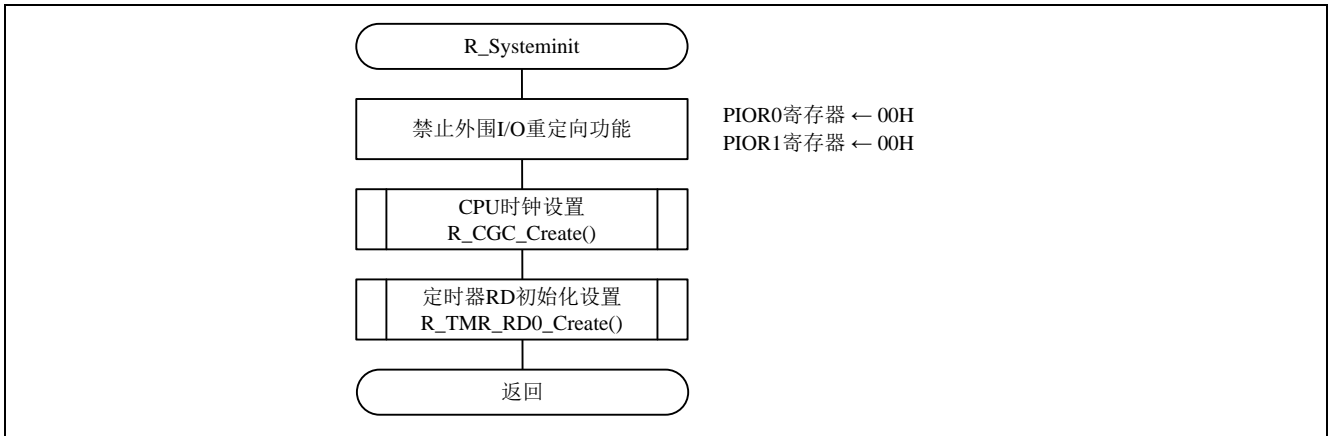 R_Systeminit
禁止外围I/O重定向功能
PIOR0寄存器 ← 00H
PIOR1寄存器 ← 00H
CPU时钟设置
R_CGC_Create()
定时器RD初始化设置
R_TMR_RD0_Create()
返回